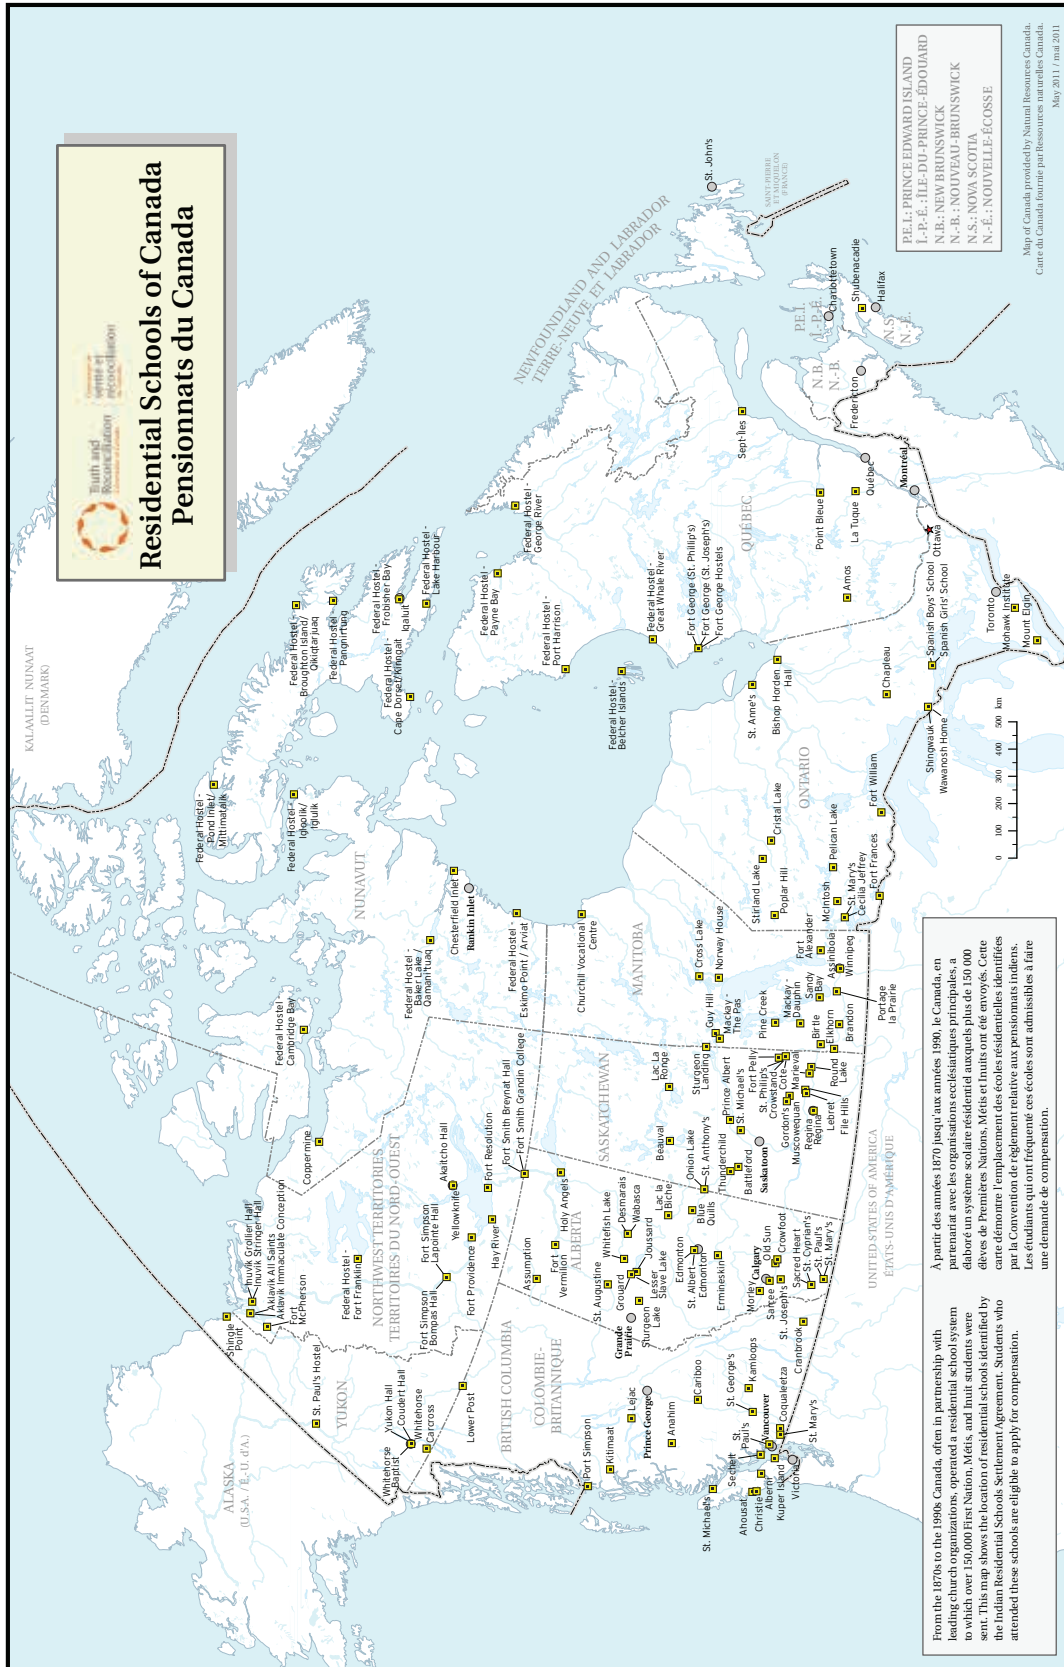 Truth and
Reconciliation
vérité et
réconciliation
Residential Schools of Canada
Pensionnats du Canada
KALAALLIT NUNAAT
(DENMARK)
ALASKA
(U.S.A. / É. U. d'A.)
YUKON
NORTHWEST TERRITORIES
TERRITOIRES DU NORD-OUEST
NUNAVUT
BRITISH COLUMBIA
COLOMBIE-
BRITANNIQUE
ALBERTA
SASKATCHEWAN
MANITOBA
ONTARIO
QUÉBEC
NEWFOUNDLAND AND LABRADOR
TERRE-NEUVE ET LABRADOR
SAINT-PIERRE
ET MIQUELON
(FRANCE)
N.B.
N.-B.
P.E.I.
Î.-P.-É.
N.S.
N.-É.
UNITED STATES OF AMERICA
ÉTATS-UNIS D'AMÉRIQUE
Shingle
Point
Inuvik Grollier Hall
Inuvik Stringer Hall
Aklavik All Saints
Aklavik Immaculate Conception
Fort
McPherson
St. Paul's Hostel
Yukon Hall
Coudert Hall
Whitehorse
Whitehorse
Baptist
Carcross
Lower Post
Federal Hostel -
Fort Franklin
Coppermine
Federal Hostel
Cambridge Bay
Fort Simpson
Lapointe Hall
Fort Simpson
Bompas Hall
Akaitcho Hall
Yellowknife
Fort Resolution
Fort Providence
Hay River
Fort Smith Breynat Hall
Fort Smith Grandin College
Federal Hostel -
Pond Inlet/
Mittimatalik
Federal Hostel -
Igloolik/
Iglulik
Federal Hostel -
Broughton Island/
Qikiqtarjuaq
Federal Hostel -
Pangnirtung
Federal Hostel -
Frobisher Bay
Iqaluit
Federal Hostel -
Lake Harbour
Federal Hostel -
Cape Dorset/Kinngait
Chesterfield Inlet
Rankin Inlet
Federal Hostel -
Baker Lake /
Qamani'tuaq
Federal Hostel -
Eskimo Point / Arviat
Churchill Vocational
Centre
Federal Hostel -
George River
Federal Hostel -
Payne Bay
Federal Hostel -
Port Harrison
Federal Hostel -
Belcher Islands
Federal Hostel -
Great Whale River
Fort George (St. Phillip's)
Fort George (St. Joseph's)
Fort George Hostels
Sept-Îles
Point Bleue
La Tuque
Amos
Québec
Montréal
Ottawa
St. John's
Charlottetown
Shubenacadie
Halifax
Fredericton
Port Simpson
Kitimaat
Lejac
Prince George
Anahim
Cariboo
St. Michael's
St. George's
Kamloops
St.
Paul's
Sechelt
Vancouver
Coqualeetza
St. Mary's
Ahousat
Christie
Alberni
Kuper Island
Victoria
Cranbrook
Assumption
Fort
Vermilion
Holy Angels
Whitefish Lake
Desmarais
Wabasca
St. Augustine
Grouard
Joussard
Lesser
Slave Lake
Sturgeon
Lake
Grande
Prairie
Lac la
Biche
Blue
Quills
Edmonton
St. Albert
Edmonton
Ermineskin
Morley
Calgary
Old Sun
Crowfoot
Sarcee
St. Joseph's
Sacred Heart
St. Cyprian's
St. Paul's
St. Mary's
Beauval
Lac La
Ronge
Onion Lake
St. Anthony's
Thunderchild
Battleford
Saskatoon
Prince Albert
St. Michael's
Sturgeon
Landing
Fort Pelly
St. Philip's
Crowstand
Cote
Marieval
Gordon's
Muscowequan
Regina
Regina
Lebret
File Hills
Round
Lake
Guy Hill
Mackay -
The Pas
Cross Lake
Norway House
Pine Creek
Mackay -
Dauphin
Sandy
Bay
Birtle
Elkhorn
Brandon
Portage
la Prairie
Fort
Alexander
Assiniboia
Winnipeg
St. Anne's
Bishop Horden
Hall
Stirland Lake
Cristal Lake
Poplar Hill
Pelican Lake
McIntosh
St. Mary's
Cecilia Jeffrey
Fort Frances
Fort William
Chapleau
Spanish Boys' School
Spanish Girls' School
Shingwauk
Wawanosh Home
Toronto
Mohawk Institute
Mount Elgin
0 100 200 300 400 500 km
P.E.I.: PRINCE EDWARD ISLAND
Î.-P.-É. : ÎLE-DU-PRINCE-ÉDOUARD
N.B.: NEW BRUNSWICK
N.-B. : NOUVEAU-BRUNSWICK
N.S.: NOVA SCOTIA
N.-É.: NOUVELLE-ÉCOSSE
Map of Canada provided by Natural Resources Canada.
Carte du Canada fournie par Ressources naturelles Canada.
May 2011 / mai 2011
From the 1870s to the 1990s Canada, often in partnership with
leading church organizations, operated a residential school system
to which over 150,000 First Nation, Métis, and Inuit students were
sent. This map shows the location of residential schools identified by
the Indian Residential Schools Settlement Agreement. Students who
attended these schools are eligible to apply for compensation.
À partir des années 1870 jusqu'aux années 1990, le Canada, en
partenariat avec les organisations ecclésiastiques principales, a
élaboré un système scolaire résidentiel auxquels plus de 150 000
élèves de Premières Nations, Métis et Inuits ont été envoyés. Cette
carte démontre l'emplacement des écoles résidentielles identifiées
par la Convention de règlement relative aux pensionnats indiens.
Les étudiants qui ont fréquenté ces écoles sont admissibles à faire
une demande de compensation.